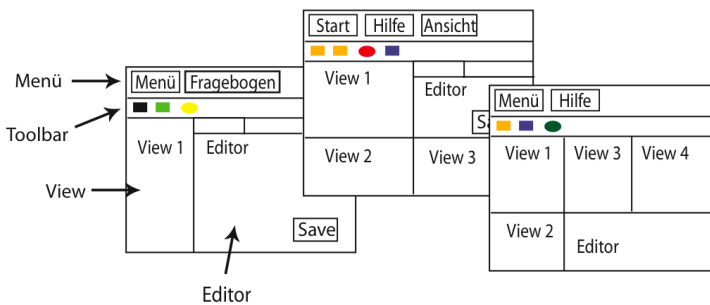 Menü
Toolbar
View
Editor
Menü Fragebogen
View 1
Editor
Save
Start Hilfe Ansicht
View 1
Editor
View 2
View 3
Menü Hilfe
View 1
View 3
View 4
View 2
Editor